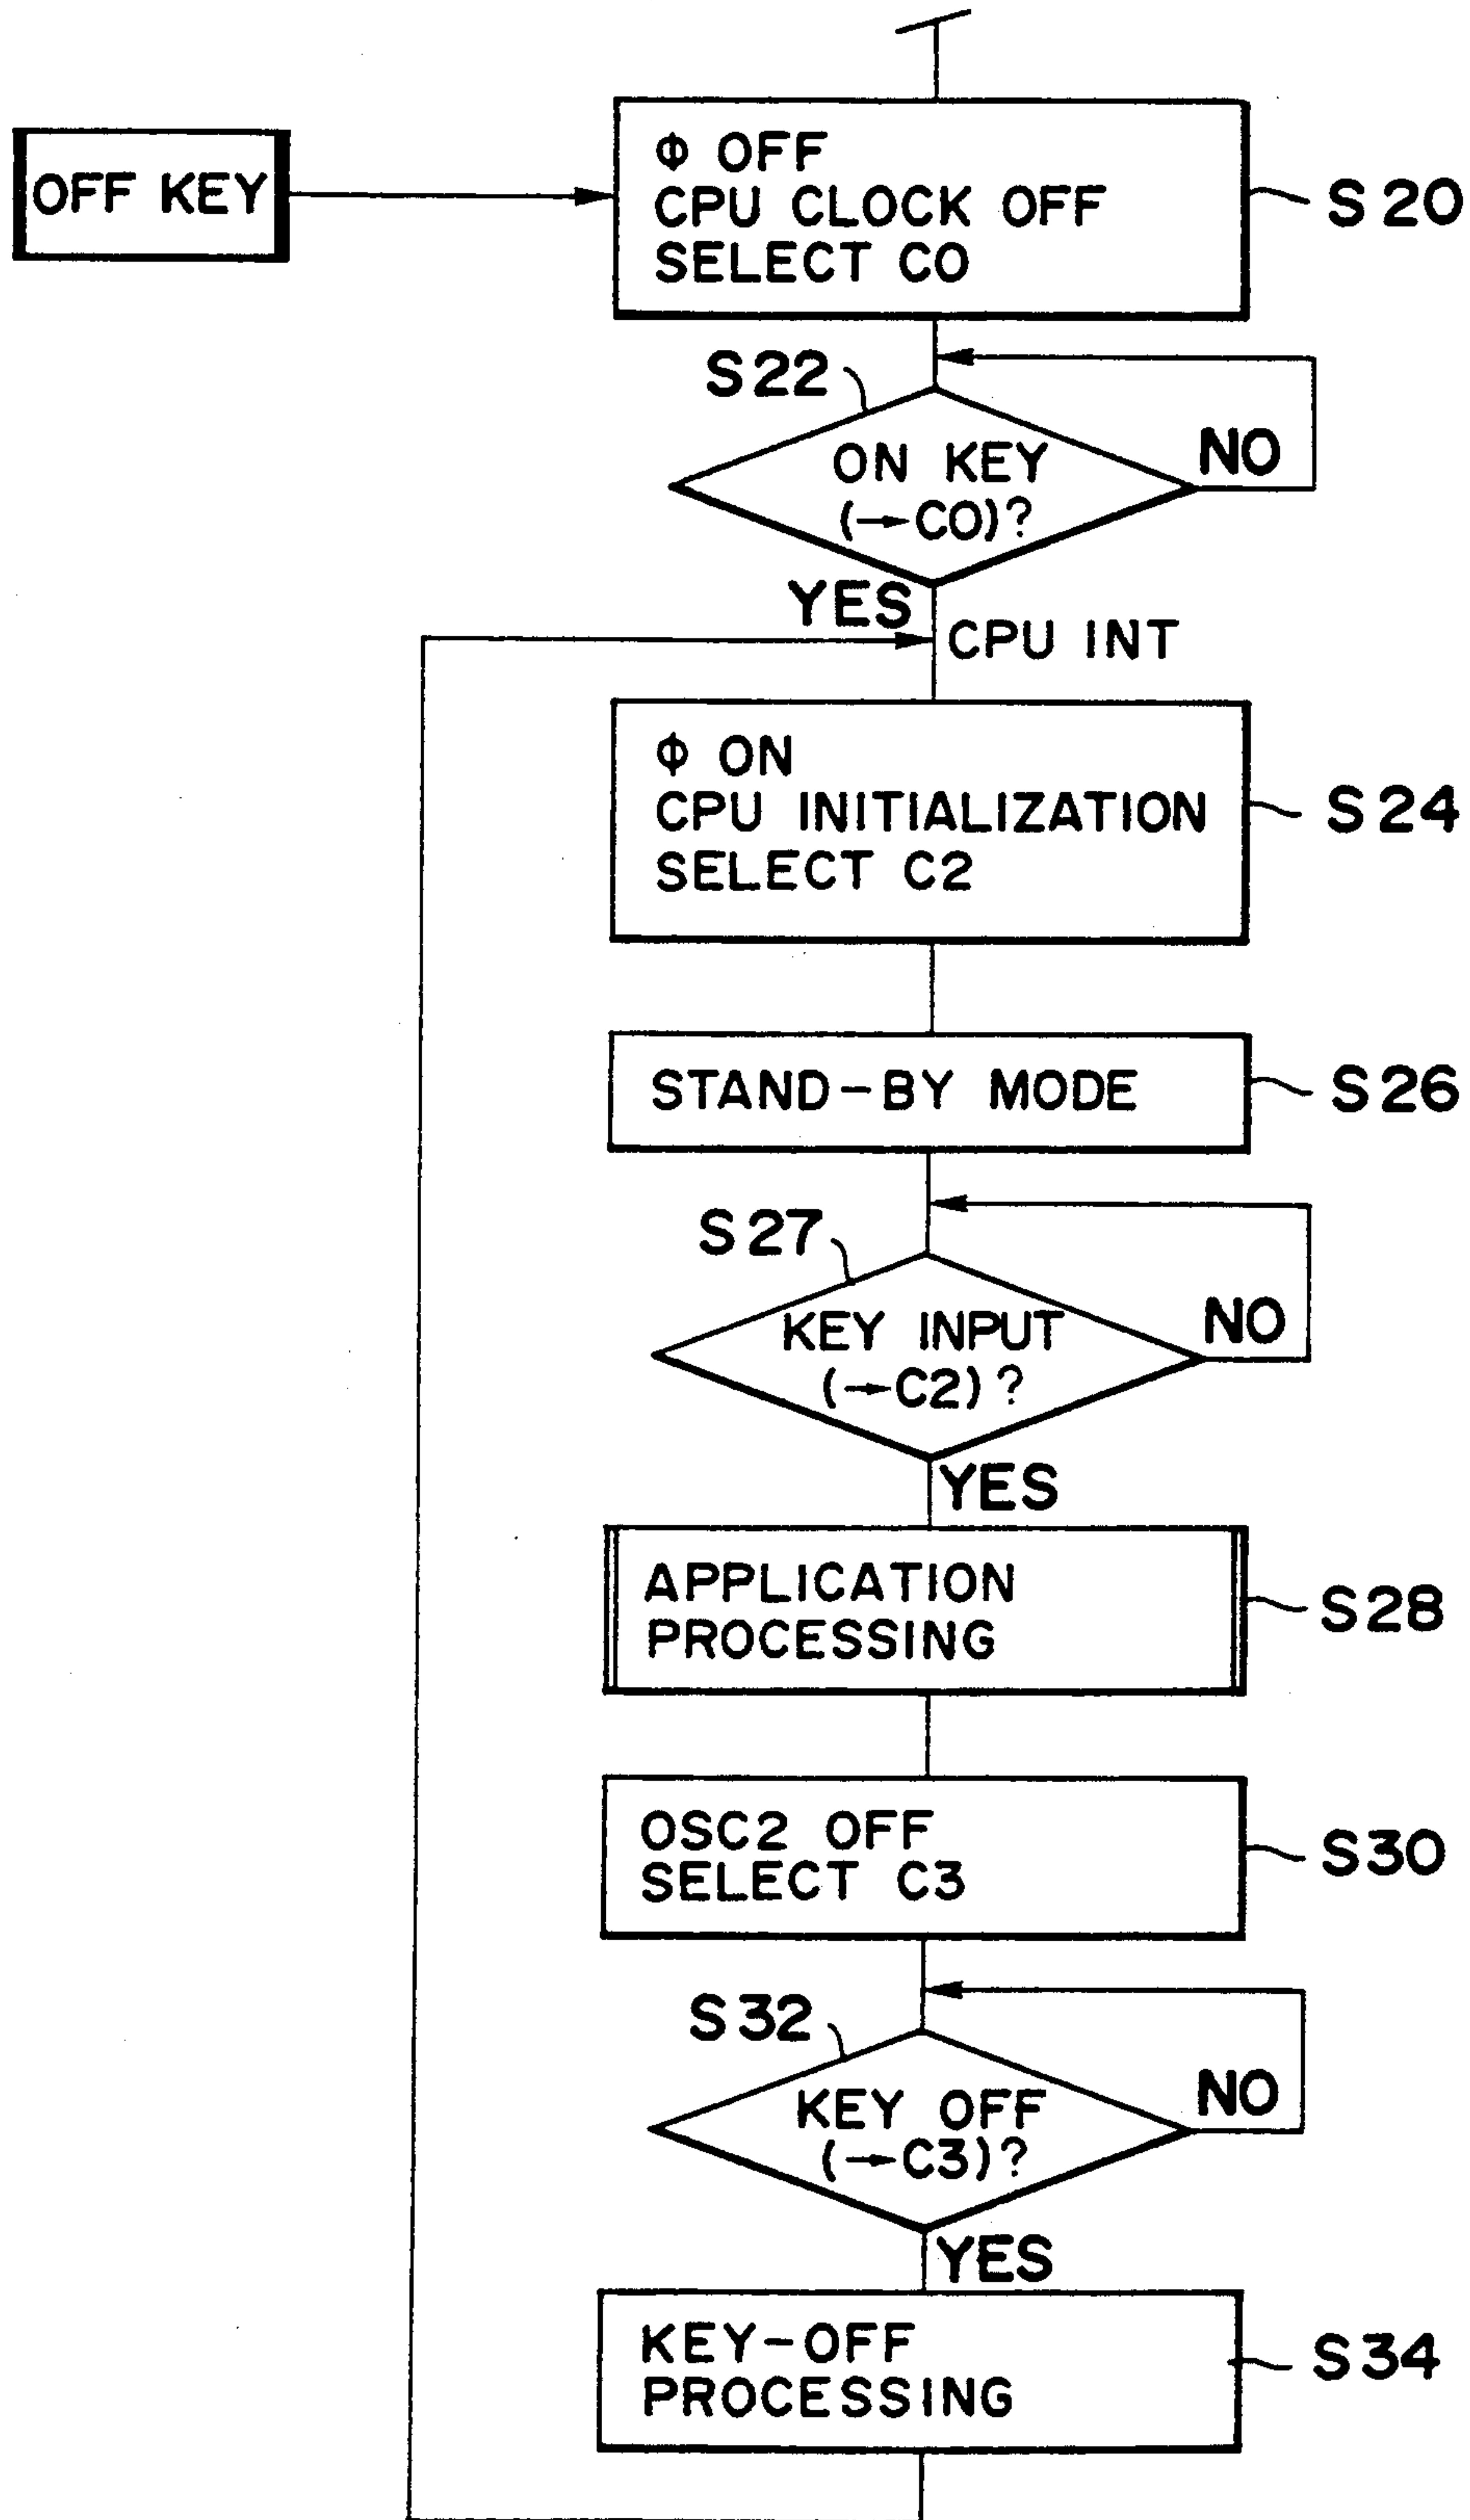 Φ OFF
CPU CLOCK OFF
SELECT CO
OFF KEY
S20
S22
ON KEY
(→CO)?
NO
YES
CPU INT
Φ ON
CPU INITIALIZATION
SELECT C2
S24
STAND-BY MODE
S26
S27
KEY INPUT
(→C2)?
NO
YES
APPLICATION
PROCESSING
S28
OSC2 OFF
SELECT C3
S30
S32
KEY OFF
(→C3)?
NO
YES
KEY-OFF
PROCESSING
S34